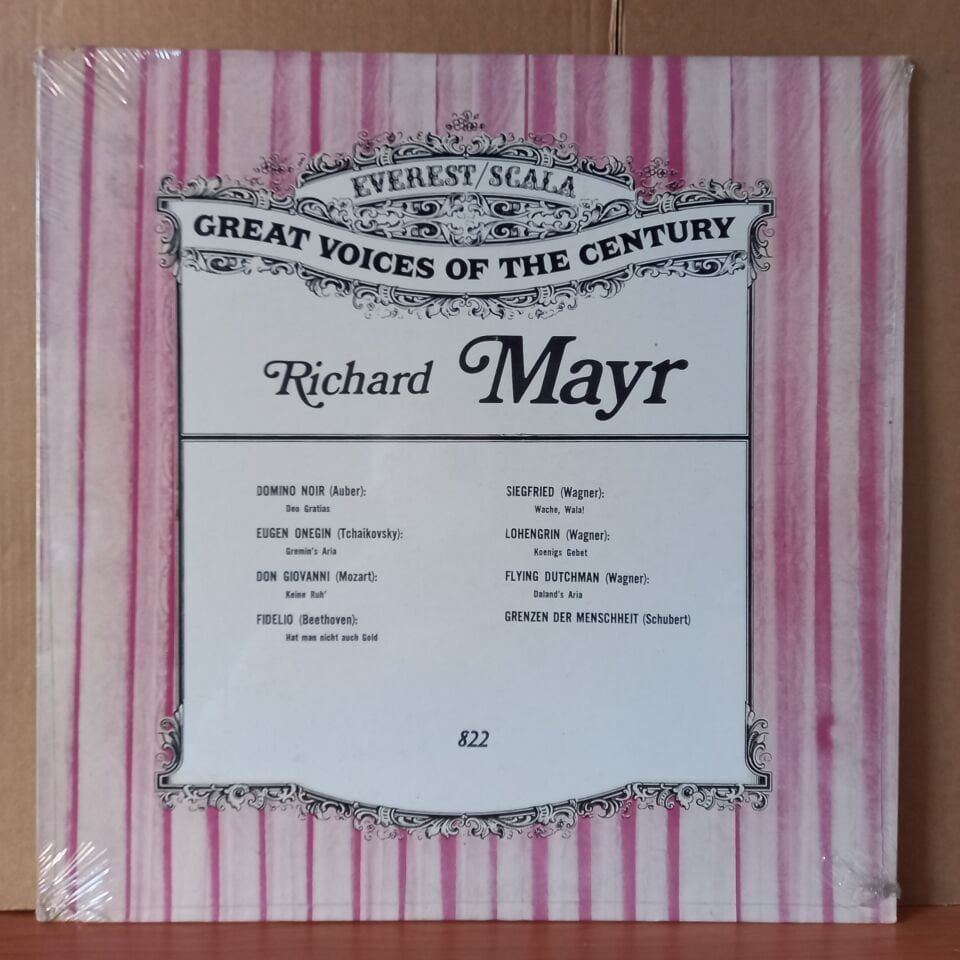 EVEREST/SCALA
GREAT VOICES OF THE CENTURY
Richard Mayr
DOMINO NOIR (Auber):
Deo Gratias
EUGEN ONEGIN (Tchaikovsky):
Gremin's Aria
DON GIOVANNI (Mozart):
Keine Ruh'
FIDELIO (Beethoven):
Hat man nicht auch Gold
SIEGFRIED (Wagner):
Wache, Wala!
LOHENGRIN (Wagner):
Koenigs Gebet
FLYING DUTCHMAN (Wagner):
Daland's Aria
GRENZEN DER MENSCHHEIT (Schubert)
822